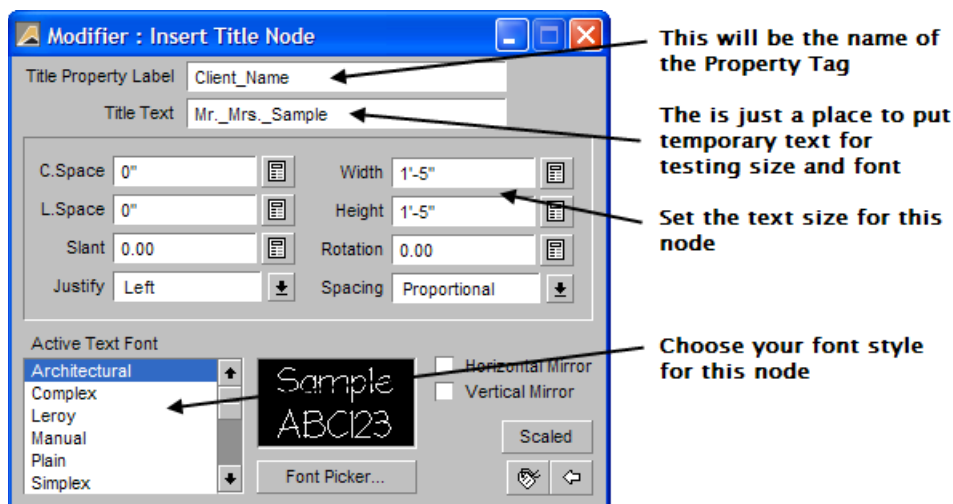 Modifier : Insert Title Node
Title Property Label Client_Name
Title Text Mr._Mrs._Sample
C.Space 0" Width 1'-5"
L.Space 0" Height 1'-5"
Slant 0.00 Rotation 0.00
Justify Left Spacing Proportional
Active Text Font
Architectural
Complex
Leroy
Manual
Plain
Simplex
Sample
ABC123
Font Picker...
Horizontal Mirror
Vertical Mirror
Scaled
This will be the name of
the Property Tag
The is just a place to put
temporary text for
testing size and font
Set the text size for this
node
Choose your font style
for this node